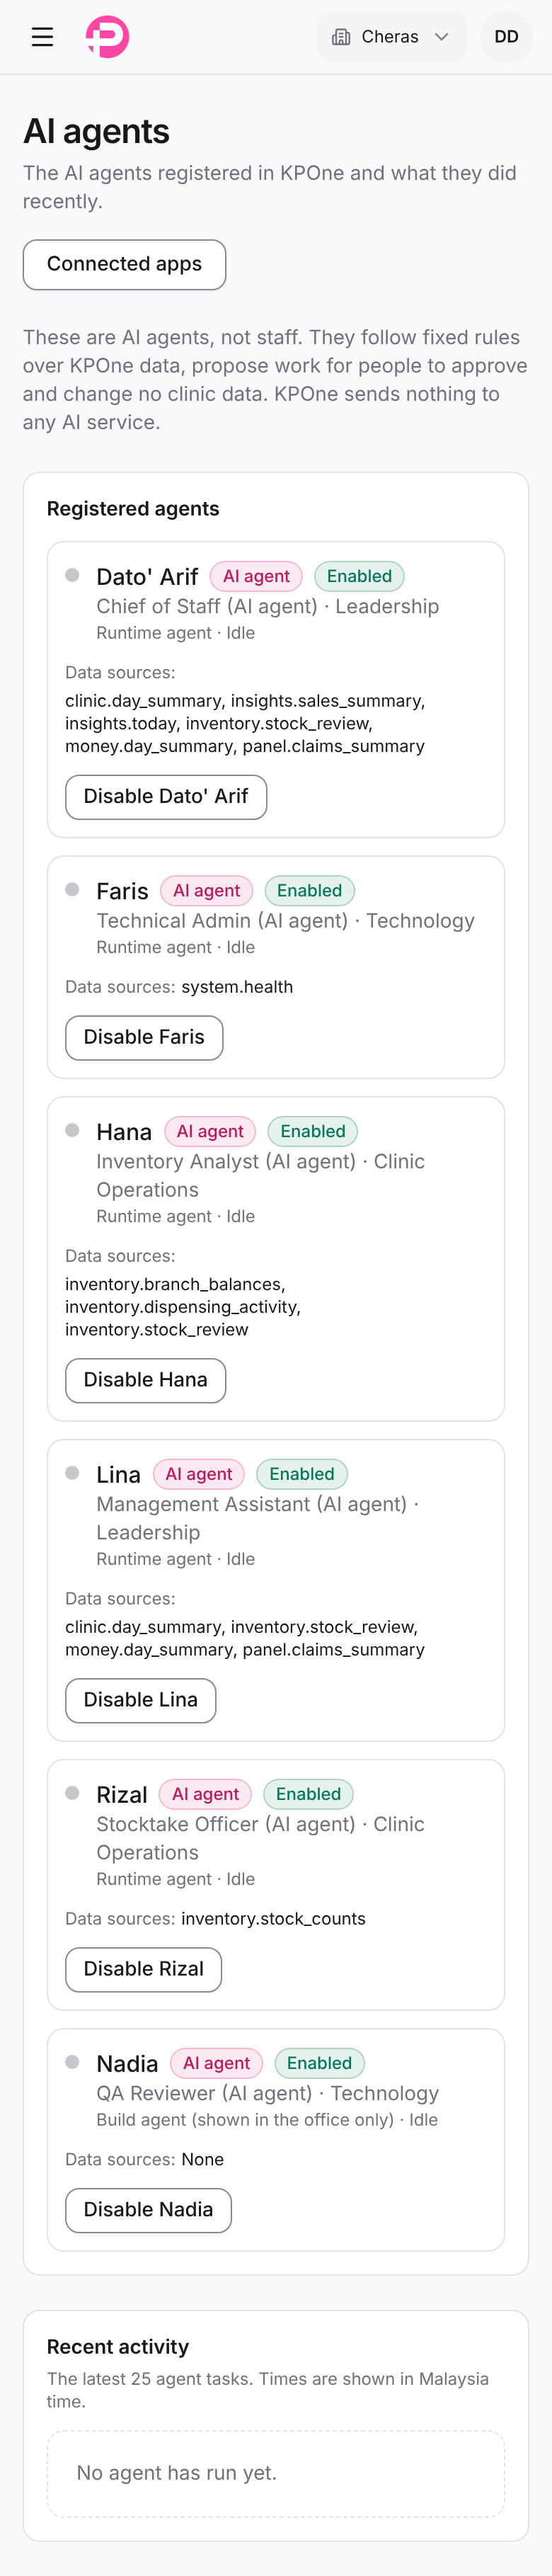 Cheras
DD
AI agents
The AI agents registered in KPOne and what they did
recently.
Connected apps
These are AI agents, not staff. They follow fixed rules
over KPOne data, propose work for people to approve
and change no clinic data. KPOne sends nothing to
any AI service.
Registered agents
Dato' Arif AI agent Enabled
Chief of Staff (AI agent) · Leadership
Runtime agent · Idle
Data sources:
clinic.day_summary, insights.sales_summary,
insights.today, inventory.stock_review,
money.day_summary, panel.claims_summary
Disable Dato' Arif
Faris AI agent Enabled
Technical Admin (AI agent) · Technology
Runtime agent · Idle
Data sources: system.health
Disable Faris
Hana AI agent Enabled
Inventory Analyst (AI agent) · Clinic
Operations
Runtime agent · Idle
Data sources:
inventory.branch_balances,
inventory.dispensing_activity,
inventory.stock_review
Disable Hana
Lina AI agent Enabled
Management Assistant (AI agent) ·
Leadership
Runtime agent · Idle
Data sources:
clinic.day_summary, inventory.stock_review,
money.day_summary, panel.claims_summary
Disable Lina
Rizal AI agent Enabled
Stocktake Officer (AI agent) · Clinic
Operations
Runtime agent · Idle
Data sources: inventory.stock_counts
Disable Rizal
Nadia AI agent Enabled
QA Reviewer (AI agent) · Technology
Build agent (shown in the office only) · Idle
Data sources: None
Disable Nadia
Recent activity
The latest 25 agent tasks. Times are shown in Malaysia
time.
No agent has run yet.